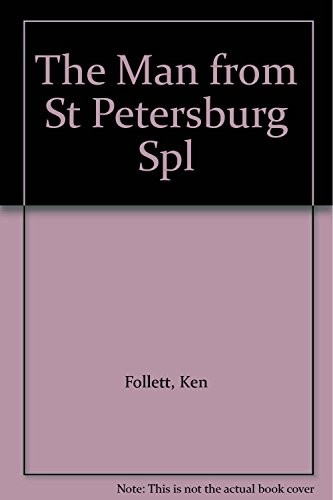 The Man from
St Petersburg
Spl
Follett, Ken
Note: This is not the actual book cover